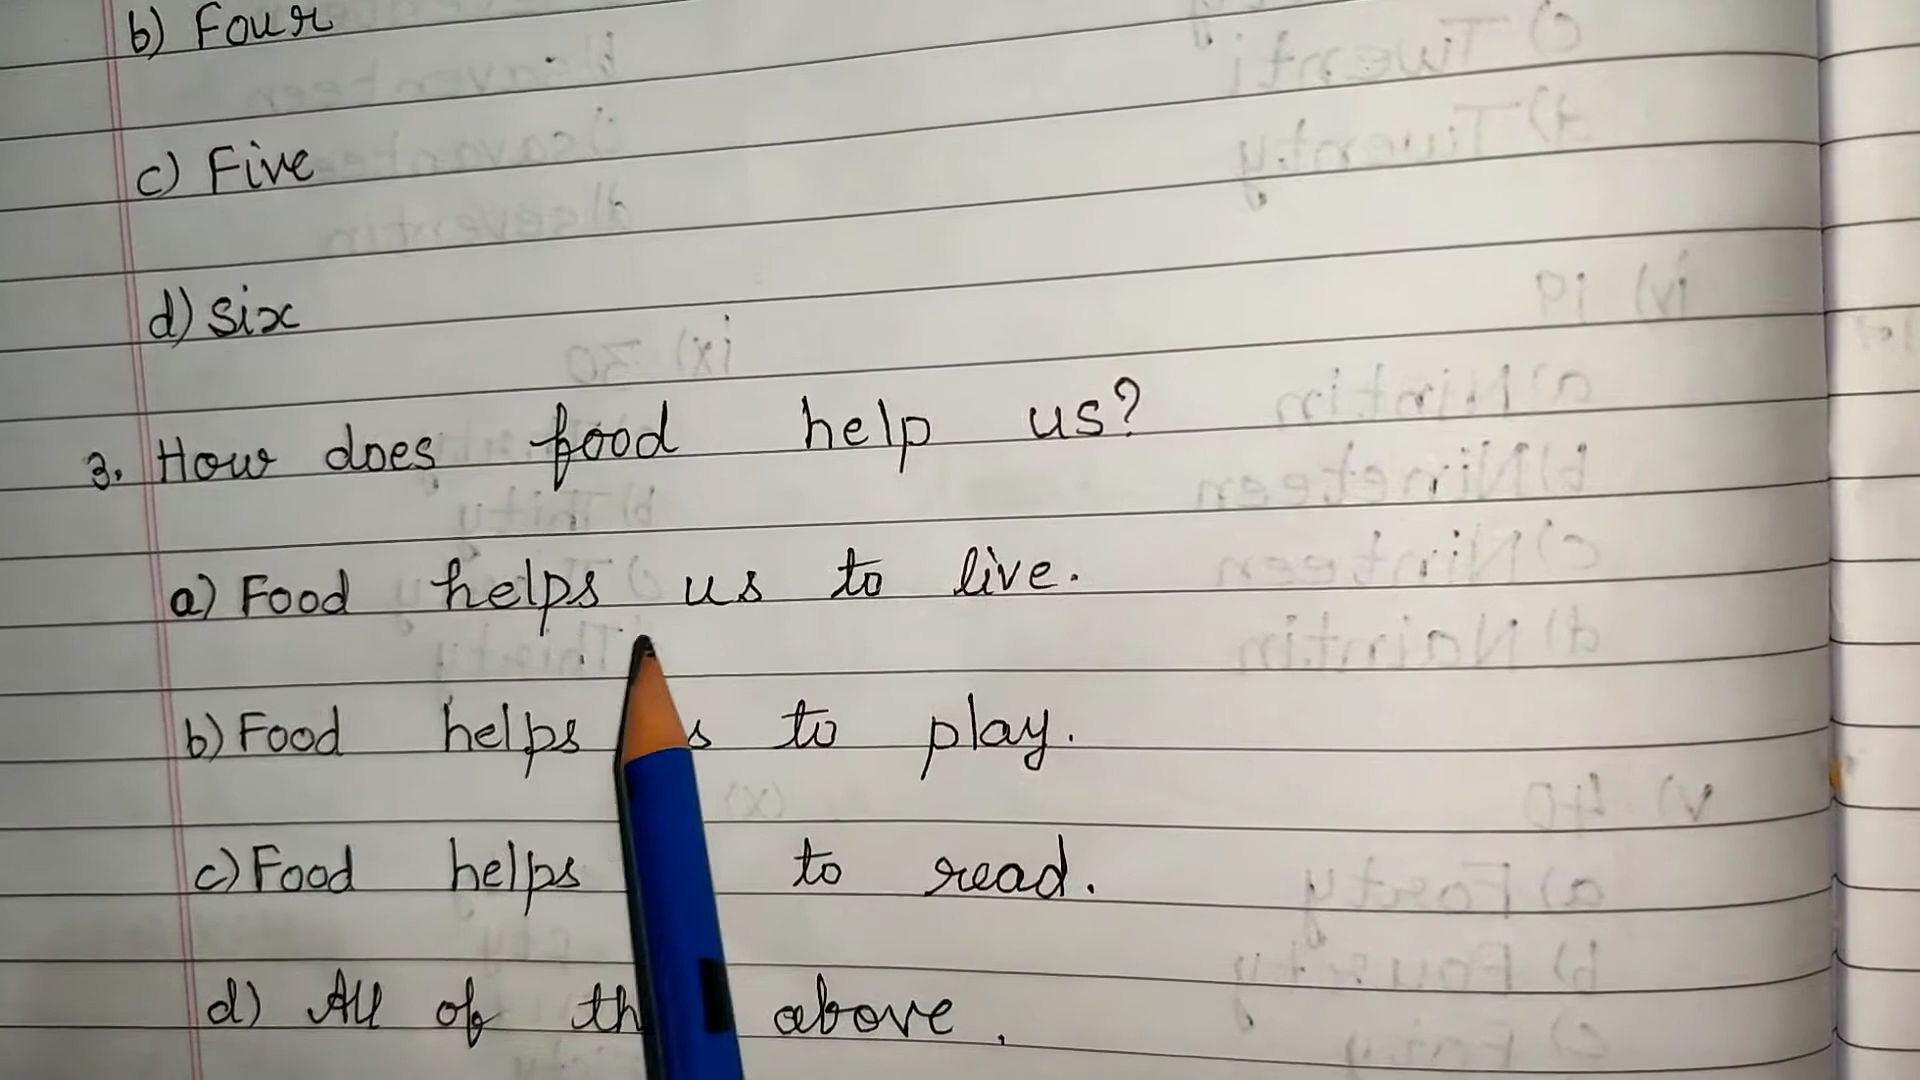 b) Four
c) Five
d) Six
3. How does food help us?
a) Food helps us to live.
b) Food helps to play.
c) Food helps to read.
d) All of above.